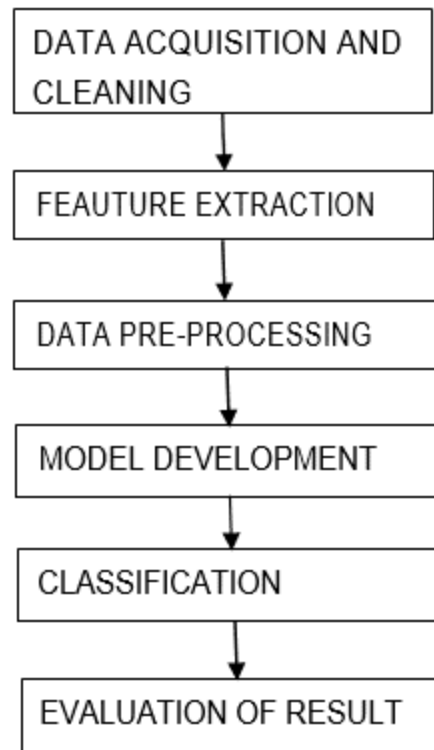 DATA ACQUISITION AND
CLEANING
FEAUTURE EXTRACTION
DATA PRE-PROCESSING
MODEL DEVELOPMENT
CLASSIFICATION
EVALUATION OF RESULT